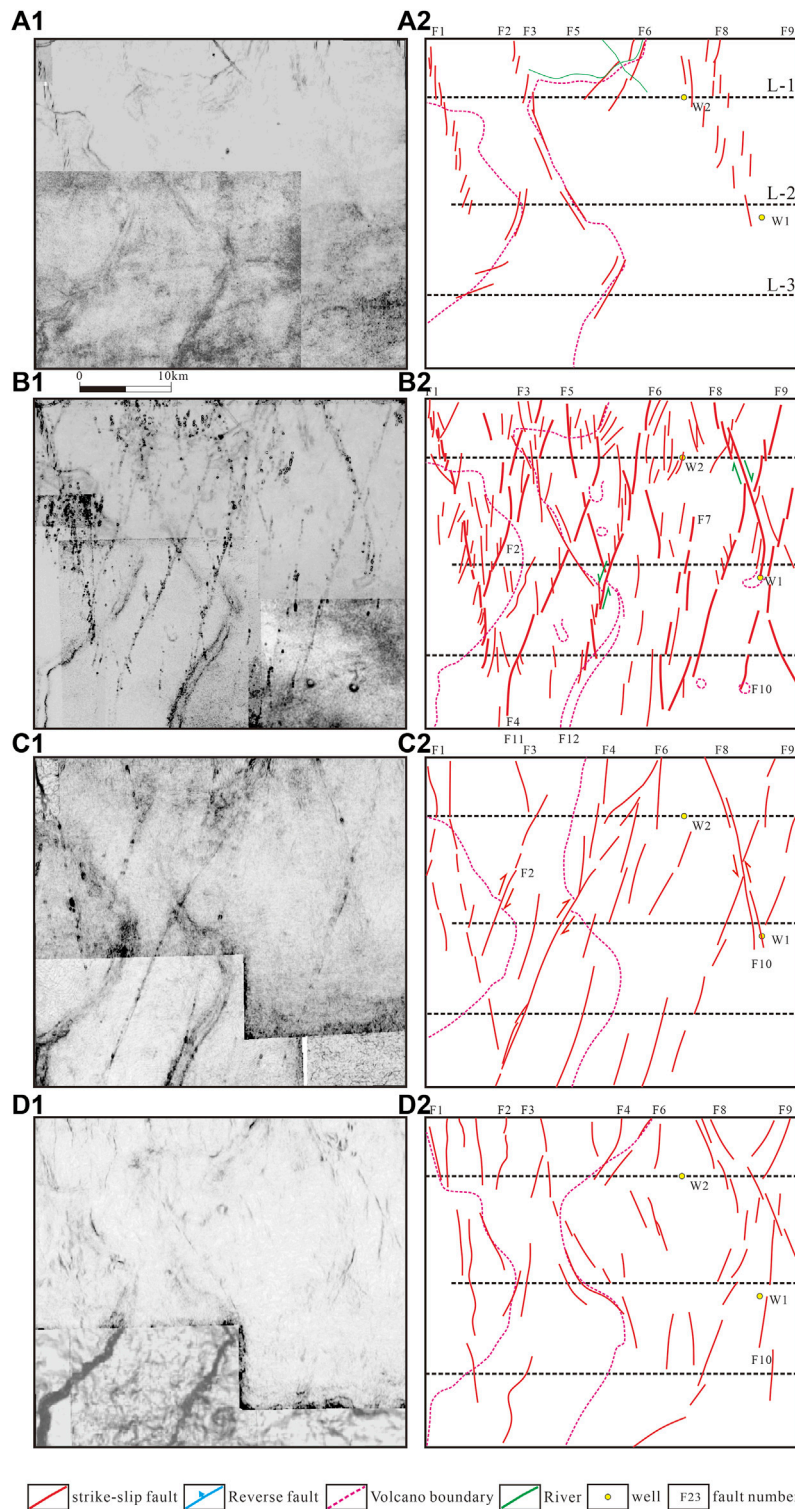 A1
A2
F1 F2 F3 F5 F6 F8 F9
L-1
W2
L-2
W1
L-3
B1
0 10km
B2
F1 F3 F5 F6 F8 F9
W2
F7
F2
W1
F10
F4
C1
C2
F11 F12
F1 F3 F4 F6 F8 F9
W2
F2
W1
F10
D1
D2
F1 F2 F3 F4 F6 F8 F9
W2
W1
F10
strike-slip fault Reverse fault Volcano boundary River well F23 fault number